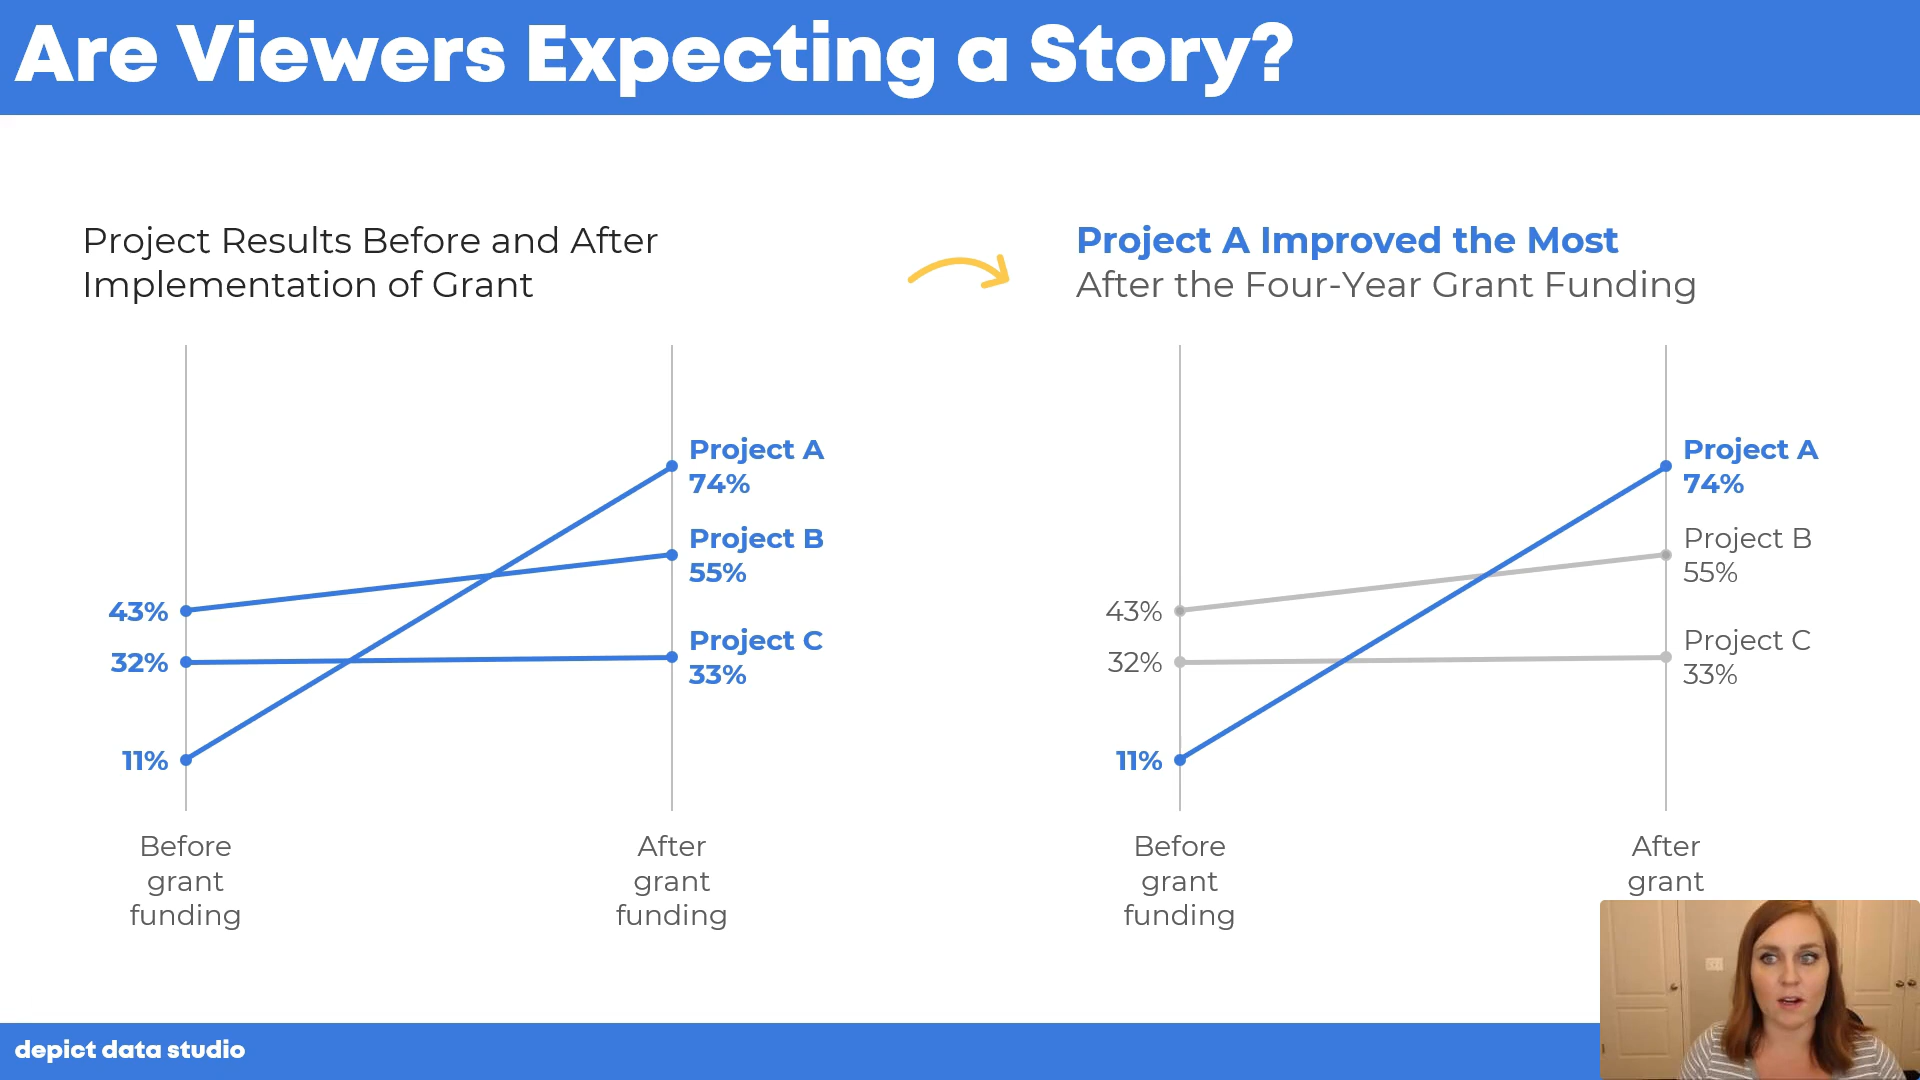 Are Viewers Expecting a Story?
Project Results Before and After
Implementation of Grant
Project A
74%
Project B
55%
43%
Project C
32%
33%
11%
Before
grant
funding
After
grant
funding
Project A Improved the Most
After the Four-Year Grant Funding
Project A
74%
Project B
55%
43%
Project C
32%
33%
11%
Before
grant
funding
After
grant
depict data studio